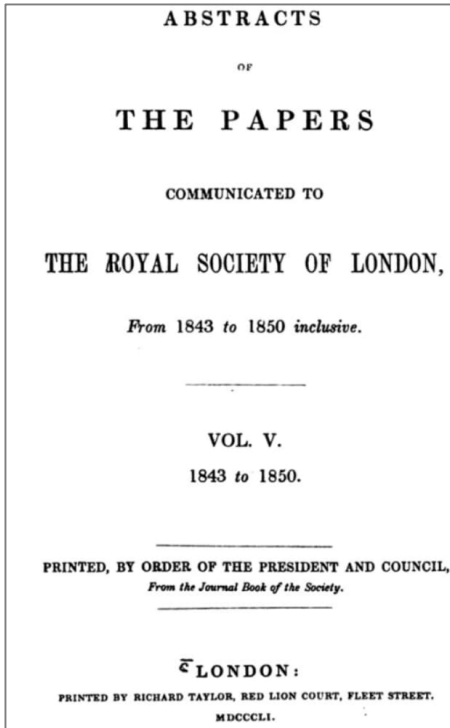 ABSTRACTS
OF
THE PAPERS
COMMUNICATED TO
THE ROYAL SOCIETY OF LONDON,
From 1843 to 1850 inclusive.
VOL. V.
1843 to 1850.
PRINTED, BY ORDER OF THE PRESIDENT AND COUNCIL,
From the Journal Book of the Society.
LONDON:
PRINTED BY RICHARD TAYLOR, RED LION COURT, FLEET STREET.
MDCCCLI.